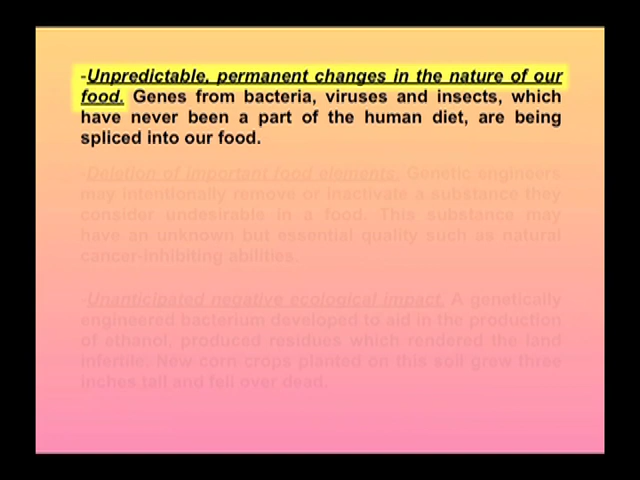 -Unpredictable, permanent changes in the nature of our
food. Genes from bacteria, viruses and insects, which
have never been a part of the human diet, are being
spliced into our food.
-Deletion of important food elements. Genetic engineers
may intentionally remove or inactivate a substance they
consider undesirable in a food. This substance may
have an unknown but essential quality such as natural
cancer-inhibiting abilities.
-Unanticipated negative ecological impact. A genetically
engineered bacterium developed to aid in the production
of ethanol, produced residues which rendered the land
infertile. New corn crops planted on this soil grew three
inches tall and fell over dead.